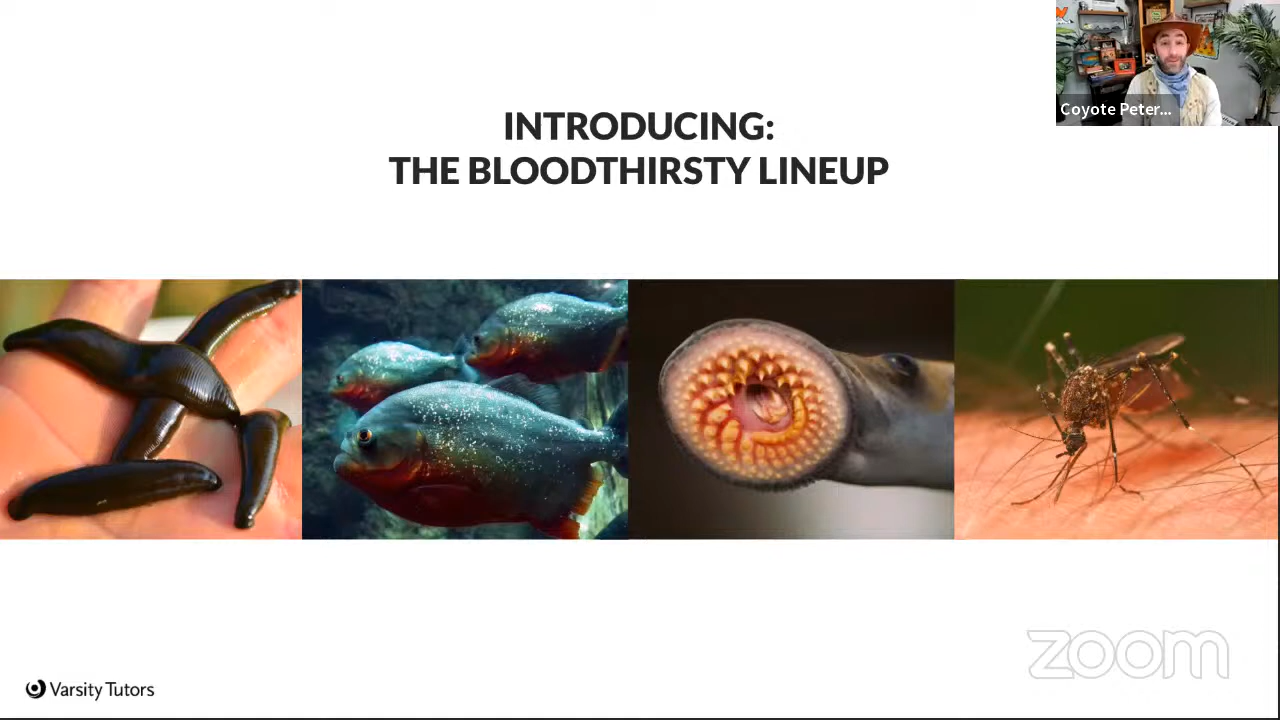 Coyote Peter...
INTRODUCING:
THE BLOODTHIRSTY LINEUP
zoom
Varsity Tutors